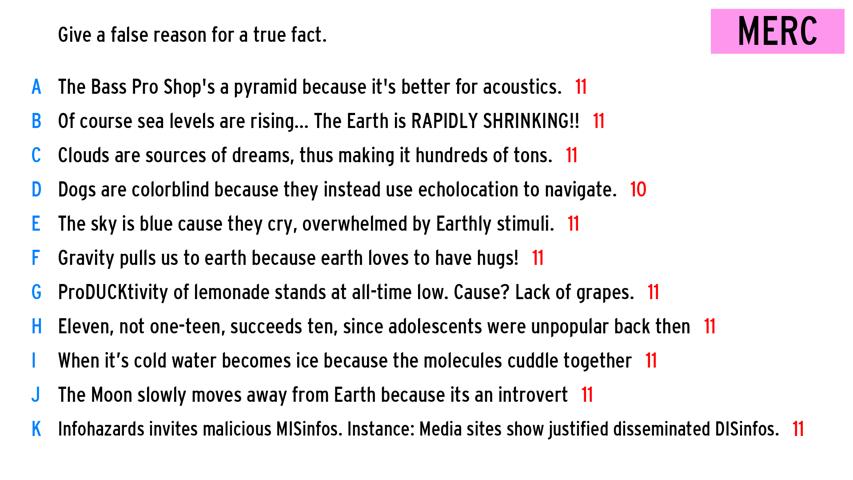 Give a false reason for a true fact.
MERC
A The Bass Pro Shop's a pyramid because it's better for acoustics. 11
B Of course sea levels are rising... The Earth is RAPIDLY SHRINKING!! 11
C Clouds are sources of dreams, thus making it hundreds of tons. 11
D Dogs are colorblind because they instead use echolocation to navigate. 10
E The sky is blue cause they cry, overwhelmed by Earthly stimuli. 11
F Gravity pulls us to earth because earth loves to have hugs! 11
G ProDUCKtivity of lemonade stands at all-time low. Cause? Lack of grapes. 11
H Eleven, not one-teen, succeeds ten, since adolescents were unpopular back then 11
I When it’s cold water becomes ice because the molecules cuddle together 11
J The Moon slowly moves away from Earth because its an introvert 11
K Infohazards invites malicious MISinfos. Instance: Media sites show justified disseminated DISinfos. 11